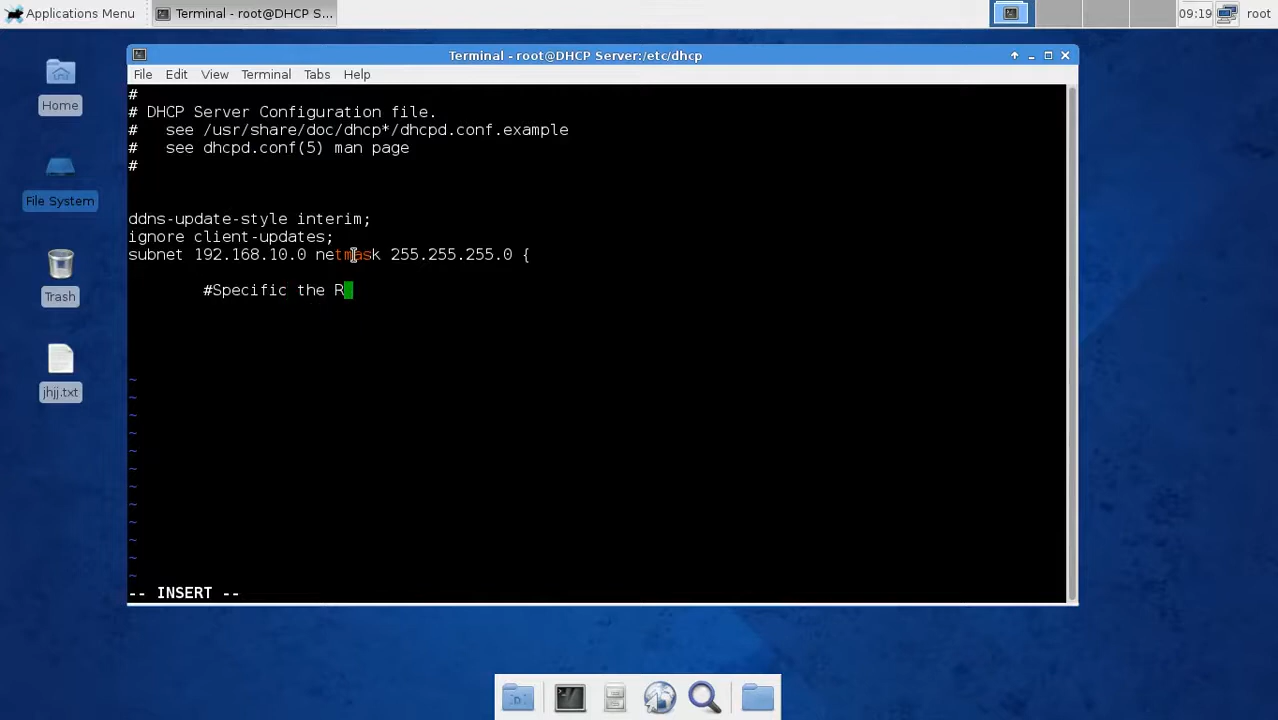 Applications Menu
Terminal - root@DHCP S...
09:19
root
Terminal - root@DHCP Server:/etc/dhcp
File Edit View Terminal Tabs Help
#
# DHCP Server Configuration file.
#   see /usr/share/doc/dhcp*/dhcpd.conf.example
#   see dhcpd.conf(5) man page
#
ddns-update-style interim;
ignore client-updates;
subnet 192.168.10.0 netmask 255.255.255.0 {
        #Specific the R
~
~
~
~
~
~
~
~
~
~
~
~
-- INSERT --
Home
File System
Trash
jhjj.txt